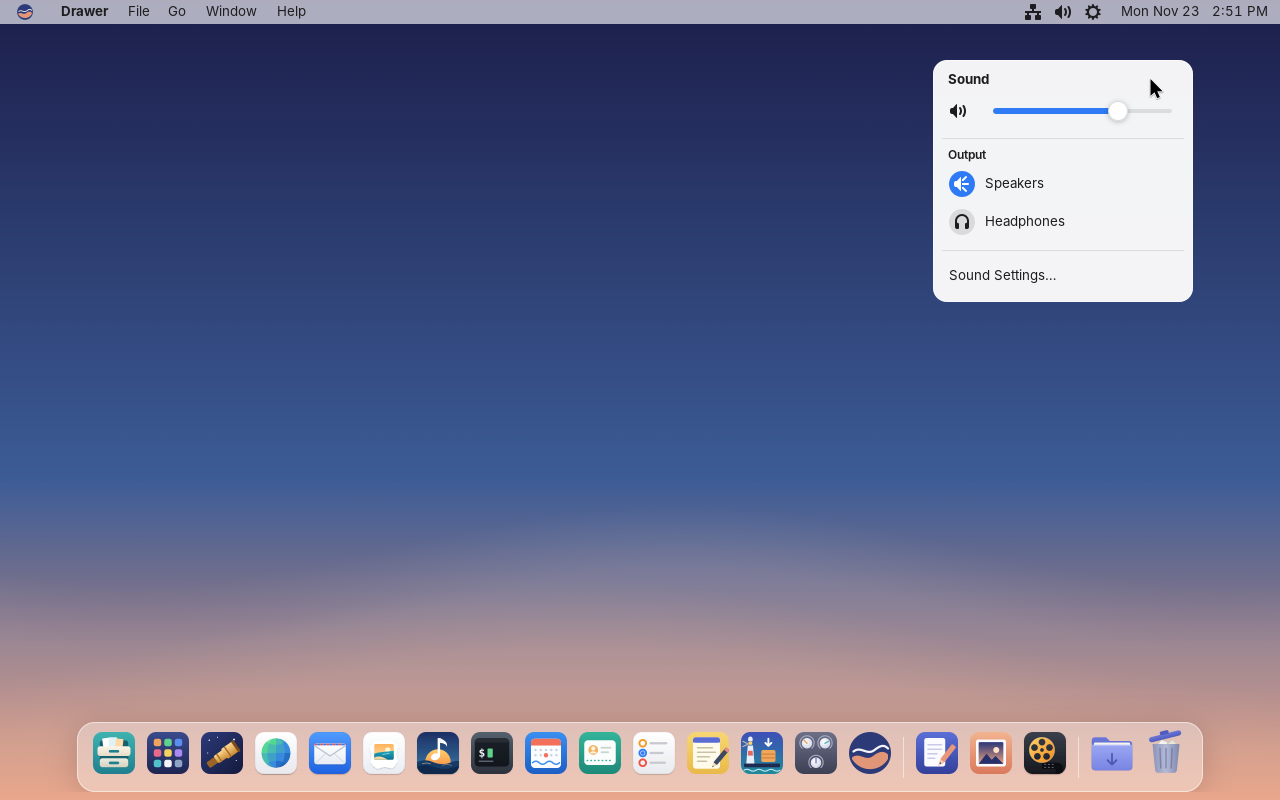 Drawer File Go Window Help Mon Nov 23 2:51 PM
Sound
Output
Speakers
Headphones
Sound Settings...
$